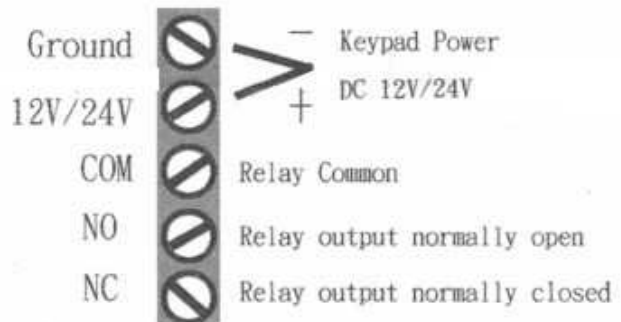 Ground － Keypad Power
12V/24V ＋ DC 12V/24V
COM Relay Common
NO Relay output normally open
NC Relay output normally closed